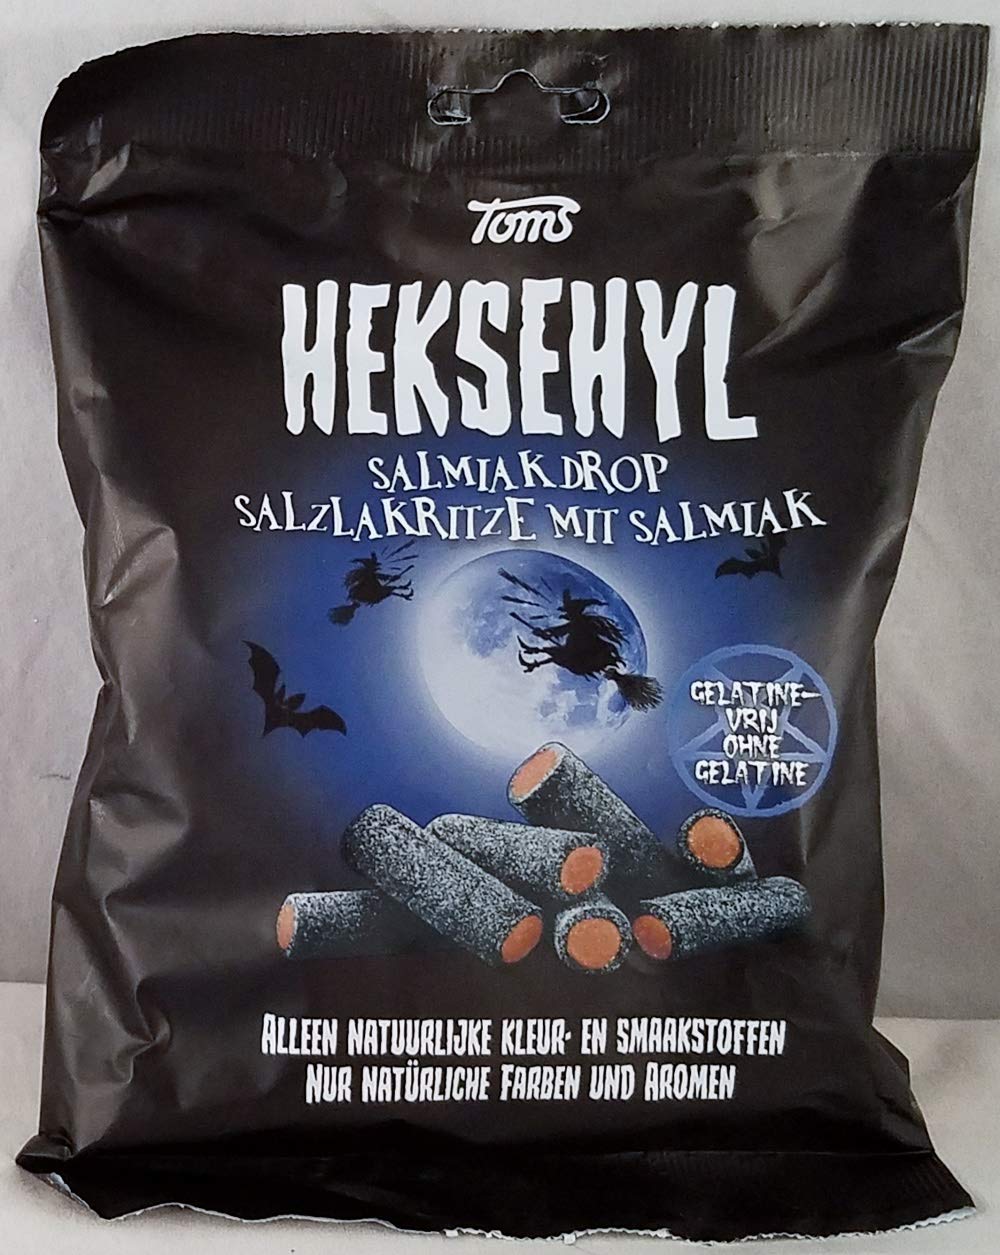 Toms
HEKSEHYL
SALMIAKDROP
SALZLAKRITZE MIT SALMIAK
GELATINE-
VRIJ
OHNE
GELATINE
ALLEEN NATUURLIJKE KLEUR- EN SMAAKSTOFFEN
NUR NATÜRLICHE FARBEN UND AROMEN